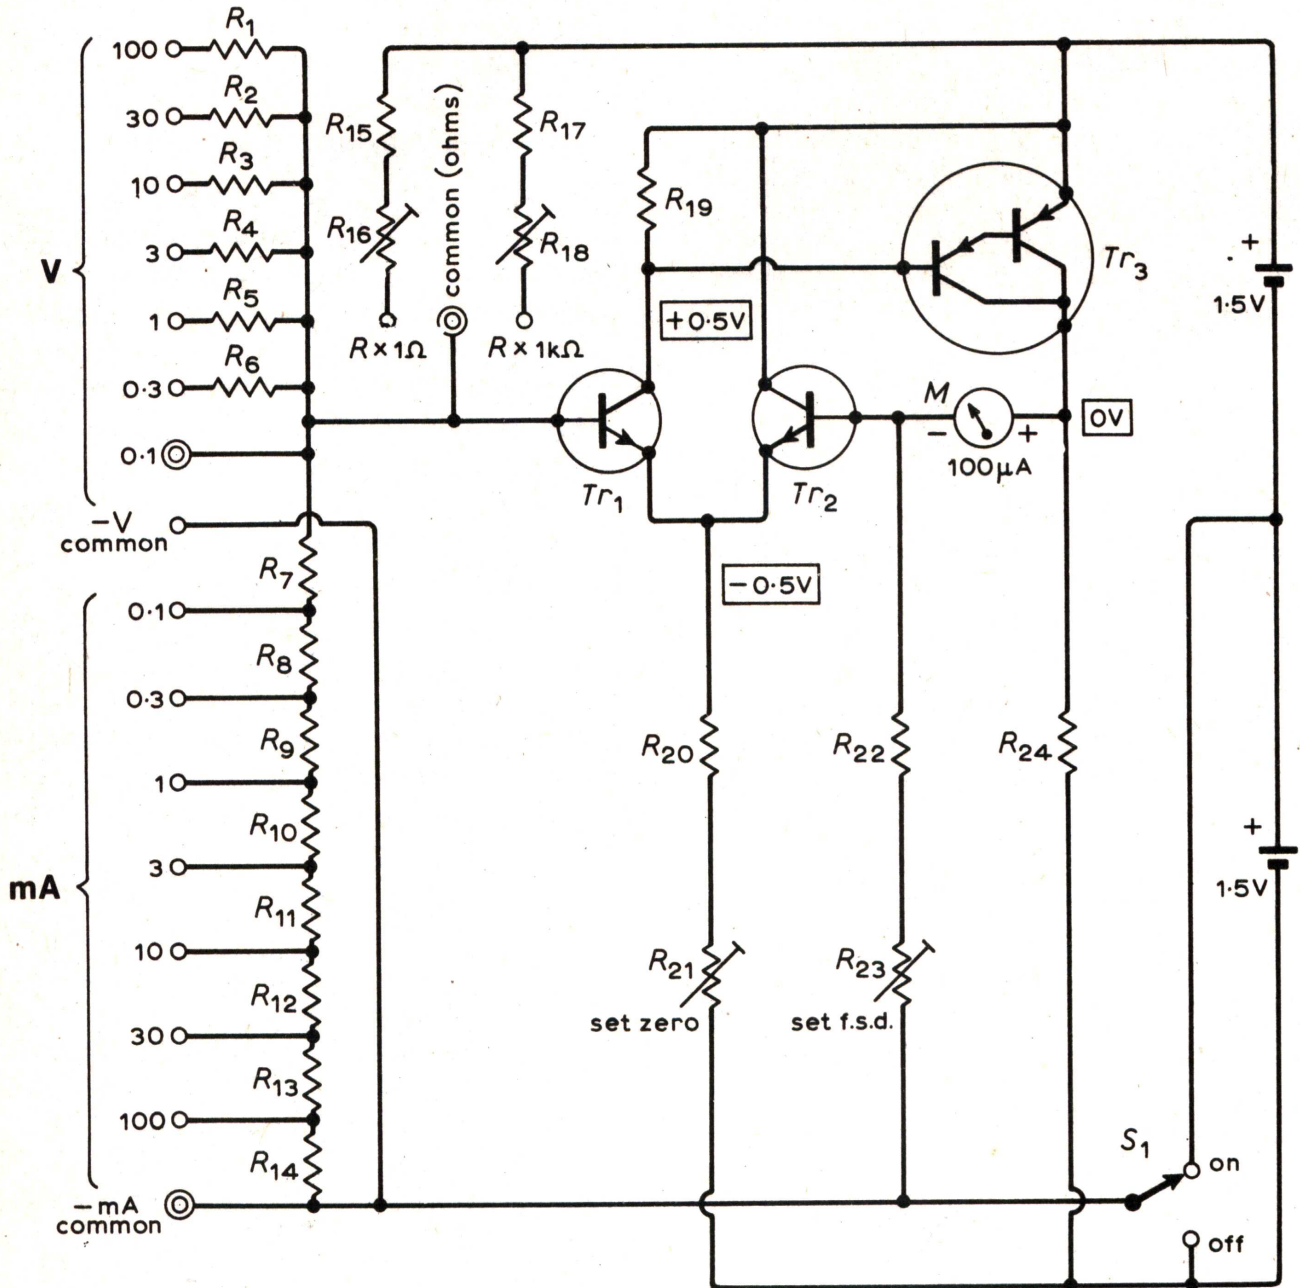 R1
100
R2
30
R3
10
R4
3
R5
1
R6
0·3
0·1
V
−V
common
R7
0·1
R8
0·3
R9
1
R10
3
R11
10
R12
30
R13
100
R14
mA
−mA
common
R15
R16
R×1Ω
common (ohms)
R17
R18
R×1kΩ
R19
+0·5V
Tr1
Tr2
Tr3
M
−
+
100μA
0V
−0·5V
R20
R22
R24
R21
set zero
R23
set f.s.d.
+
1·5V
+
1·5V
S1
on
off